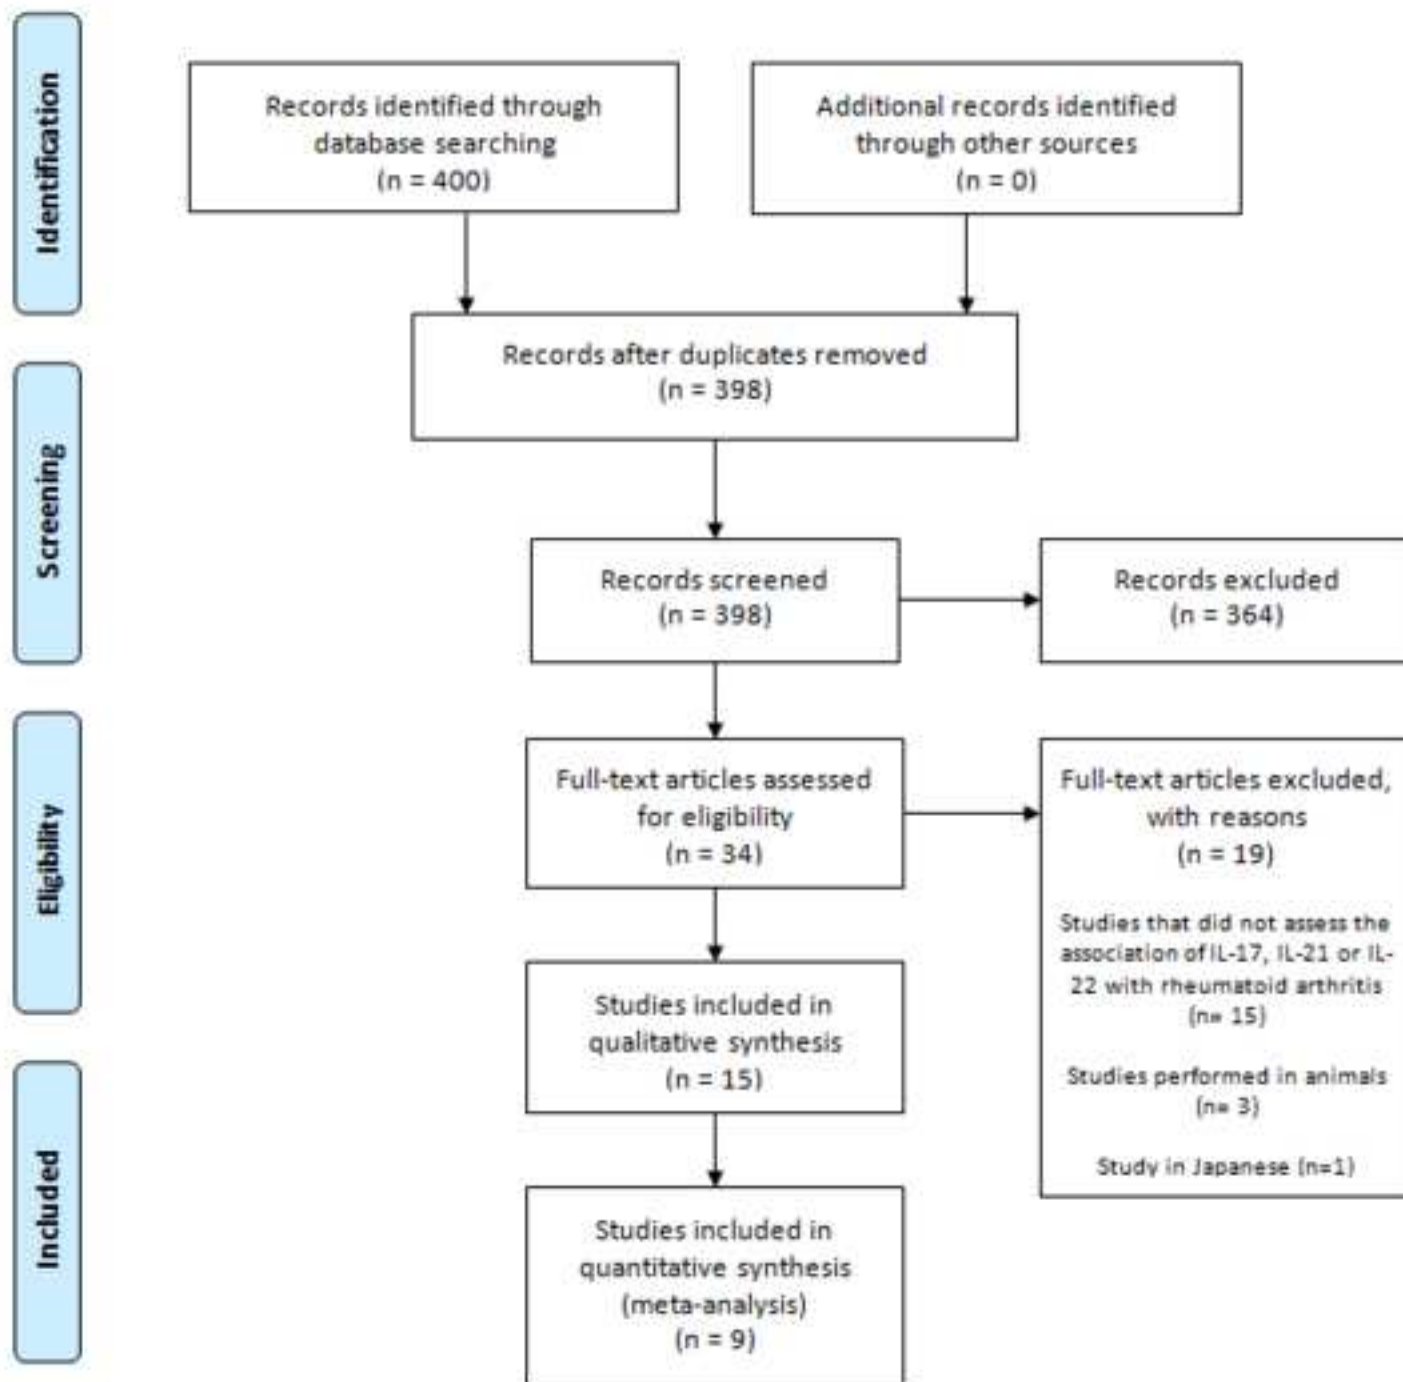 Identification
Records identified through
database searching
(n = 400)
Additional records identified
through other sources
(n = 0)
Records after duplicates removed
(n = 398)
Screening
Records screened
(n = 398)
Records excluded
(n = 364)
Eligibility
Full-text articles assessed
for eligibility
(n = 34)
Full-text articles excluded,
with reasons
(n = 19)
Studies that did not assess the
association of IL-17, IL-21 or IL-
22 with rheumatoid arthritis
(n= 15)
Studies performed in animals
(n= 3)
Study in Japanese (n=1)
Studies included in
qualitative synthesis
(n = 15)
Included
Studies included in
quantitative synthesis
(meta-analysis)
(n = 9)